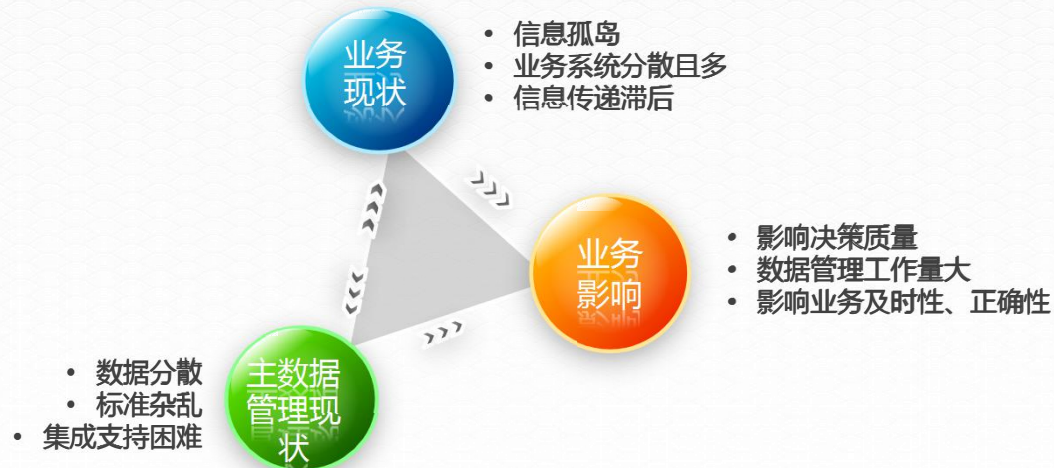 业务
现状
• 信息孤岛
• 业务系统分散且多
• 信息传递滞后
业务
影响
• 影响决策质量
• 数据管理工作量大
• 影响业务及时性、正确性
主数据
管理现
状
• 数据分散
• 标准杂乱
• 集成支持困难